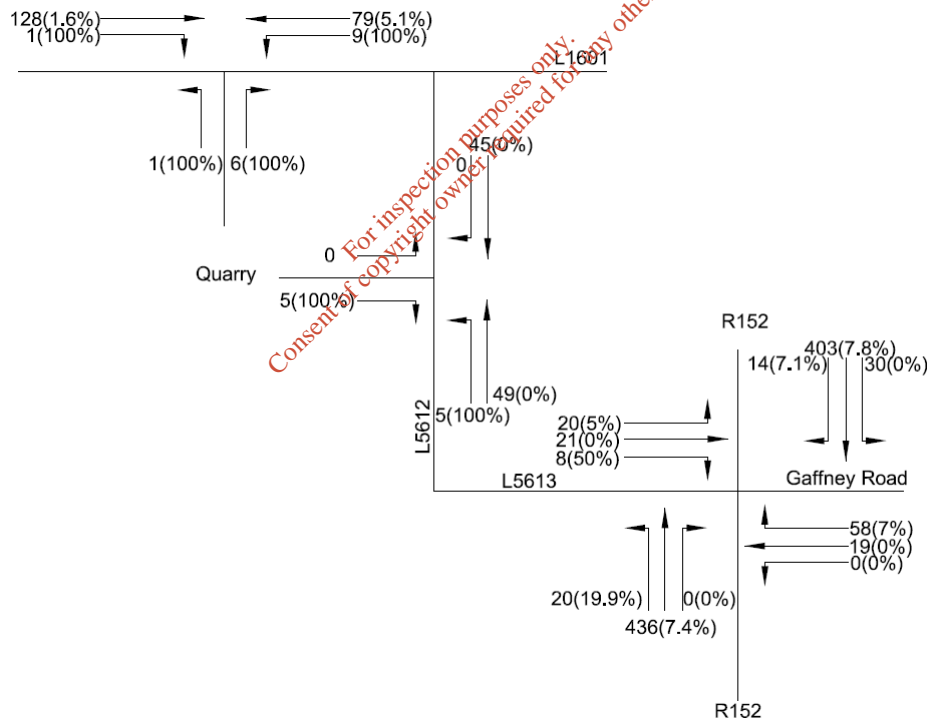 128(1.6%)
1(100%)
79(5.1%)
9(100%)
L1601
1(100%)
6(100%)
45(0%)
0
0
Quarry
5(100%)
49(0%)
5(100%)
L5612
R152
403(7.8%)
14(7.1%)
30(0%)
20(5%)
21(0%)
8(50%)
L5613
Gaffney Road
58(7%)
19(0%)
0(0%)
20(19.9%)
0(0%)
436(7.4%)
R152
For inspection purposes only.
Consent of copyright owner required for any other